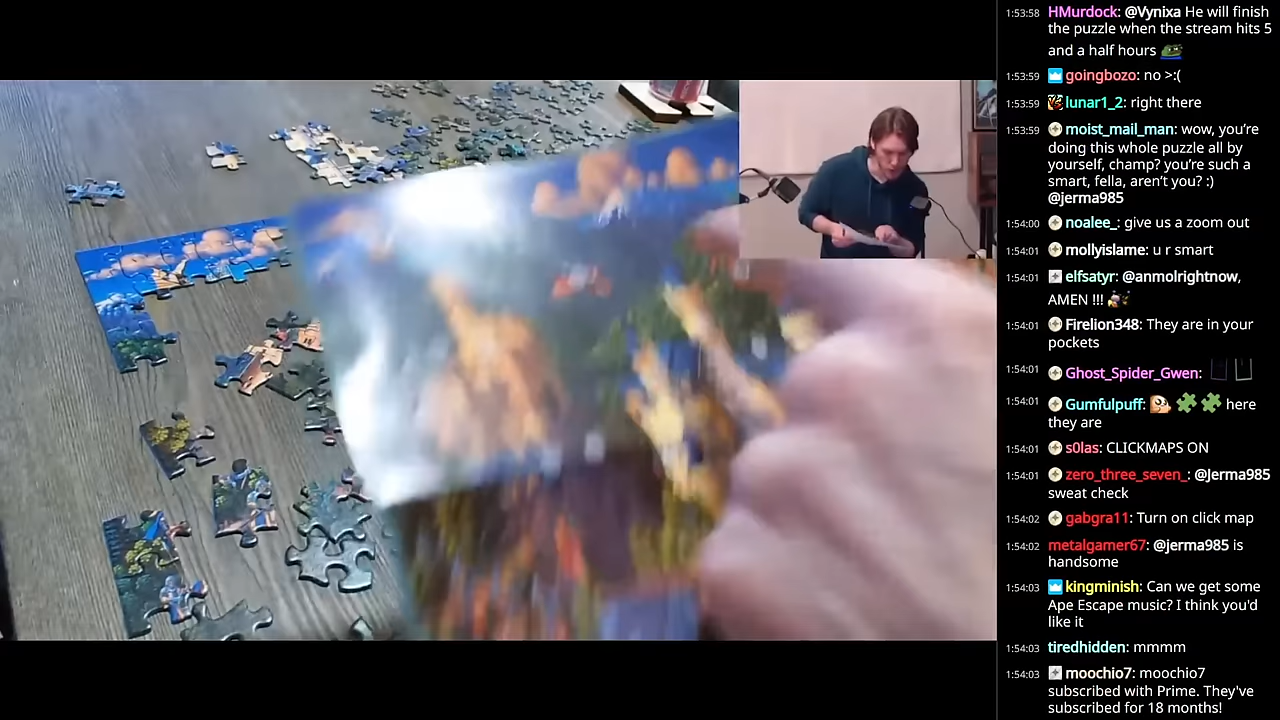 1:53:58 HMurdock: @Vynixa He will finish
the puzzle when the stream hits 5
and a half hours
1:53:59 goingbozo: no >:(
1:53:59 lunar1_2: right there
1:53:59 moist_mail_man: wow, you're
doing this whole puzzle all by
yourself, champ? you're such a
smart, fella, aren't you? :)
@jerma985
1:54:00 noalee_: give us a zoom out
1:54:01 mollyislame: u r smart
1:54:01 elfsatyr: @anmolrightnow,
AMEN !!!
1:54:01 Firelion348: They are in your
pockets
1:54:01 Ghost_Spider_Gwen:
1:54:01 Gumfulpuff: here
they are
1:54:01 s0las: CLICKMAPS ON
1:54:01 zero_three_seven_: @Jerma985
sweat check
1:54:02 gabgra11: Turn on click map
1:54:02 metalgamer67: @jerma985 is
handsome
1:54:03 kingminish: Can we get some
Ape Escape music? I think you'd
like it
1:54:03 tiredhidden: mmmm
1:54:03 moochio7: moochio7
subscribed with Prime. They've
subscribed for 18 months!